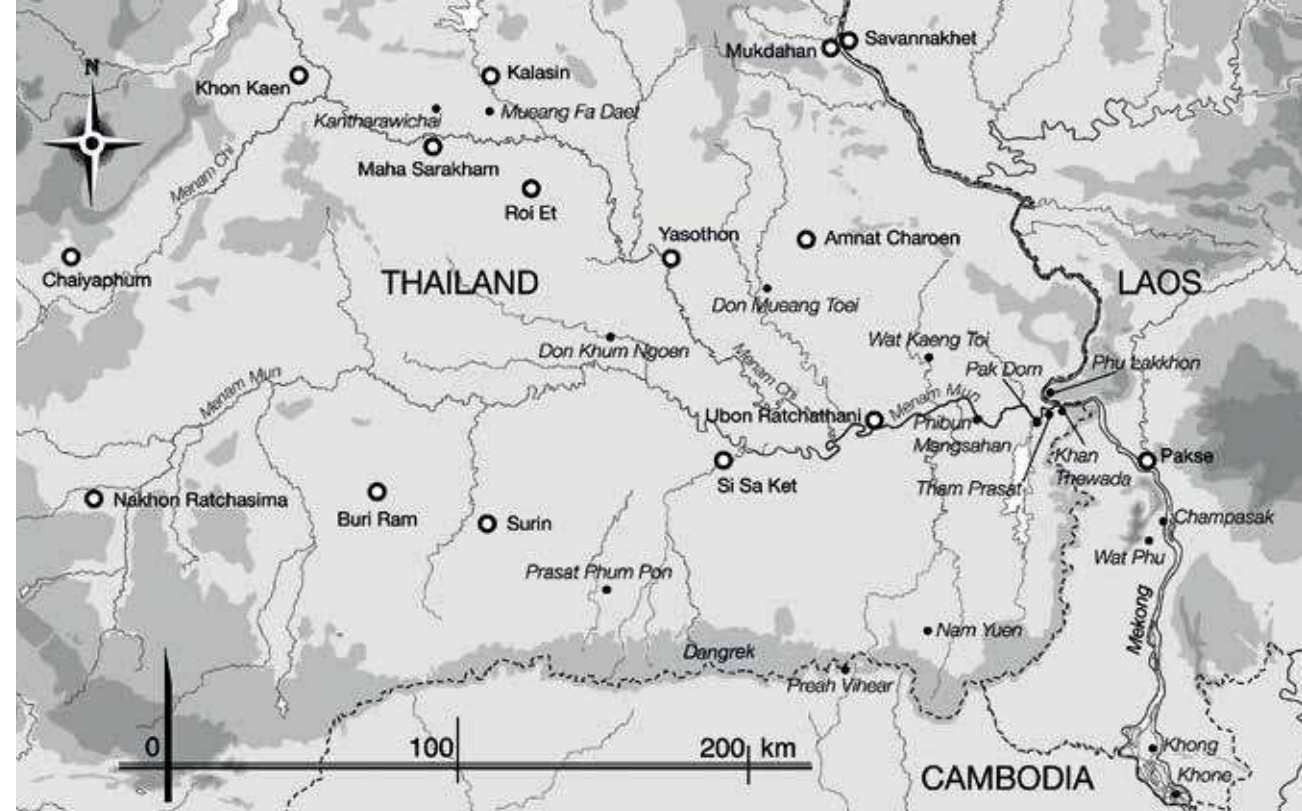 Mukdahan
Savannakhet
N
Khon Kaen
Kalasin
Kantharawichai
Mueang Fa Daet
Maha Sarakham
Menam Chi
Roi Et
Yasothon
Amnat Charoen
Chaiyaphum
THAILAND
LAOS
Don Mueang Toei
Don Khum Ngoen
Wat Kaeng Toi
Menam Chi
Pak Dom
Phu Lakkhon
Menam Mun
Menam Mun
Ubon Ratchathani
Phibun
Mangsahan
Khan
Thewada
Pakse
Si Sa Ket
Tham Prasat
Nakhon Ratchasima
Buri Ram
Surin
Champasak
Wat Phu
Prasat Phum Pon
Mekong
Nam Yuen
Dangrek
Preah Vihear
0
100
200 km
Khong
Khone
CAMBODIA